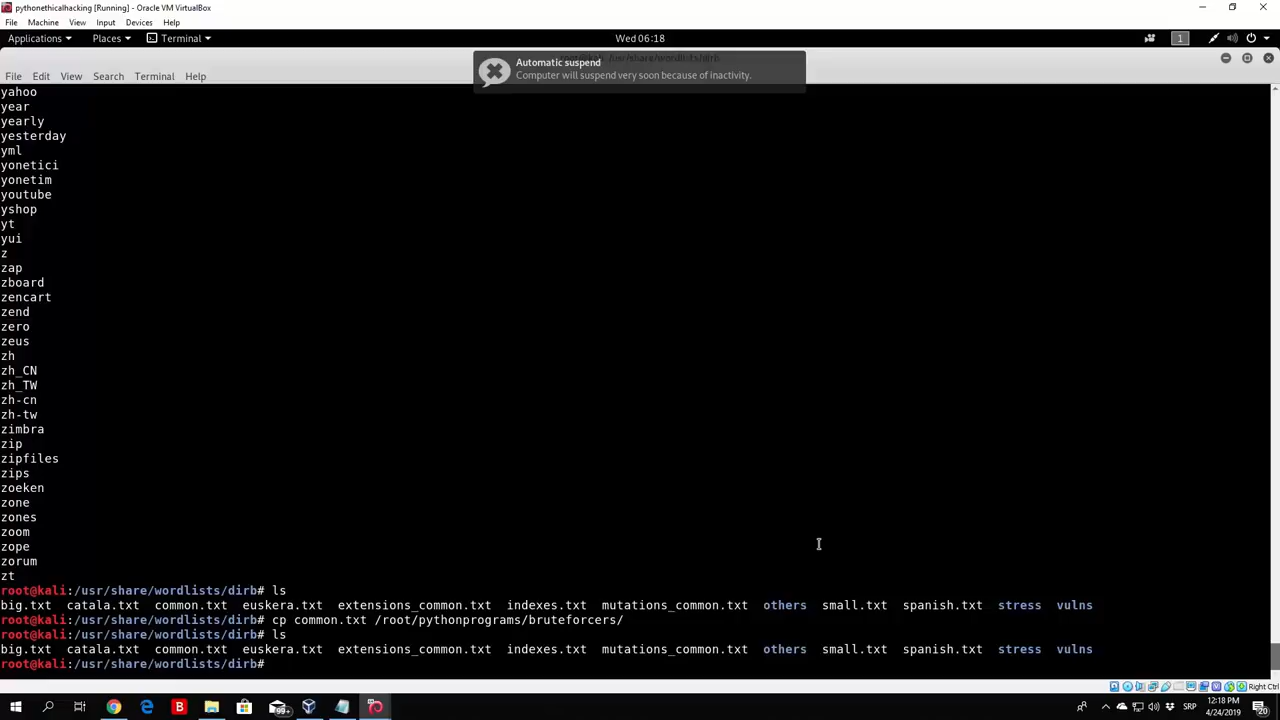 pythonethicalhacking [Running] - Oracle VM VirtualBox
File Machine View Input Devices Help
Applications Places Terminal Wed 06:18 1
Automatic suspend
Computer will suspend very soon because of inactivity.
File Edit View Search Terminal Help
yahoo
year
yearly
yesterday
yml
yonetici
yonetim
youtube
yshop
yt
yui
z
zap
zboard
zencart
zend
zero
zeus
zh
zh_CN
zh_TW
zh-cn
zh-tw
zimbra
zip
zipfiles
zips
zoeken
zone
zones
zoom
zope
zorum
zt
root@kali:/usr/share/wordlists/dirb# ls
big.txt catala.txt common.txt euskera.txt extensions_common.txt indexes.txt mutations_common.txt others small.txt spanish.txt stress vulns
root@kali:/usr/share/wordlists/dirb# cp common.txt /root/pythonprograms/bruteforcers/
root@kali:/usr/share/wordlists/dirb# ls
big.txt catala.txt common.txt euskera.txt extensions_common.txt indexes.txt mutations_common.txt others small.txt spanish.txt stress vulns
root@kali:/usr/share/wordlists/dirb#
Right Ctrl
99+
SRP
12:18 PM
4/24/2019
20